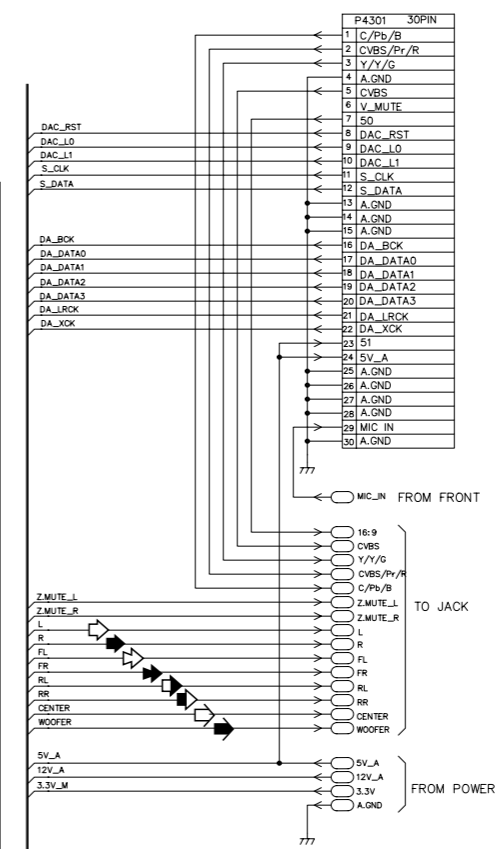 P4301 30PIN
1 C/Pb/B
2 CVBS/Pr/R
3 Y/Y/G
4 A.GND
5 CVBS
6 V_MUTE
7 50
8 DAC_RST
9 DAC_L0
10 DAC_L1
11 S_CLK
12 S_DATA
13 A.GND
14 A.GND
15 A.GND
16 DA_BCK
17 DA_DATA0
18 DA_DATA1
19 DA_DATA2
20 DA_DATA3
21 DA_LRCK
22 DA_XCK
23 51
24 5V_A
25 A.GND
26 A.GND
27 A.GND
28 A.GND
29 MIC IN
30 A.GND
DAC_RST
DAC_L0
DAC_L1
S_CLK
S_DATA
DA_BCK
DA_DATA0
DA_DATA1
DA_DATA2
DA_DATA3
DA_LRCK
DA_XCK
MIC_IN FROM FRONT
16:9
CVBS
Y/Y/G
CVBS/Pr/R
C/Pb/B
Z.MUTE_L
Z.MUTE_R
L
R
FL
FR
RL
RR
CENTER
WOOFER
TO JACK
Z.MUTE_L
Z.MUTE_R
L
R
FL
FR
RL
RR
CENTER
WOOFER
5V_A
12V_A
3.3V_M
5V_A
12V_A
3.3V
A.GND
FROM POWER